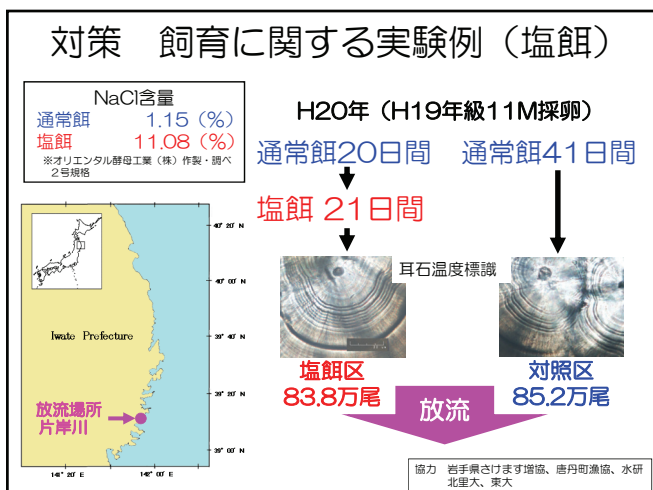 対策　飼育に関する実験例（塩餌）
NaCl含量
通常餌　1.15（%）
塩餌　11.08（%）
※オリエンタル酵母工業（株）作製・調べ
2号規格
H20年（H19年級11M採卵）
通常餌20日間
通常餌41日間
塩餌 21日間
耳石温度標識
塩餌区
83.8万尾
対照区
85.2万尾
放流
40° 20' N
40° 00' N
39° 40' N
39° 20' N
39° 00' N
Iwate Prefecture
放流場所
片岸川
141° 20' E
142° 00' E
協力　岩手県さけます増協、唐丹町漁協、水研
北里大、東大